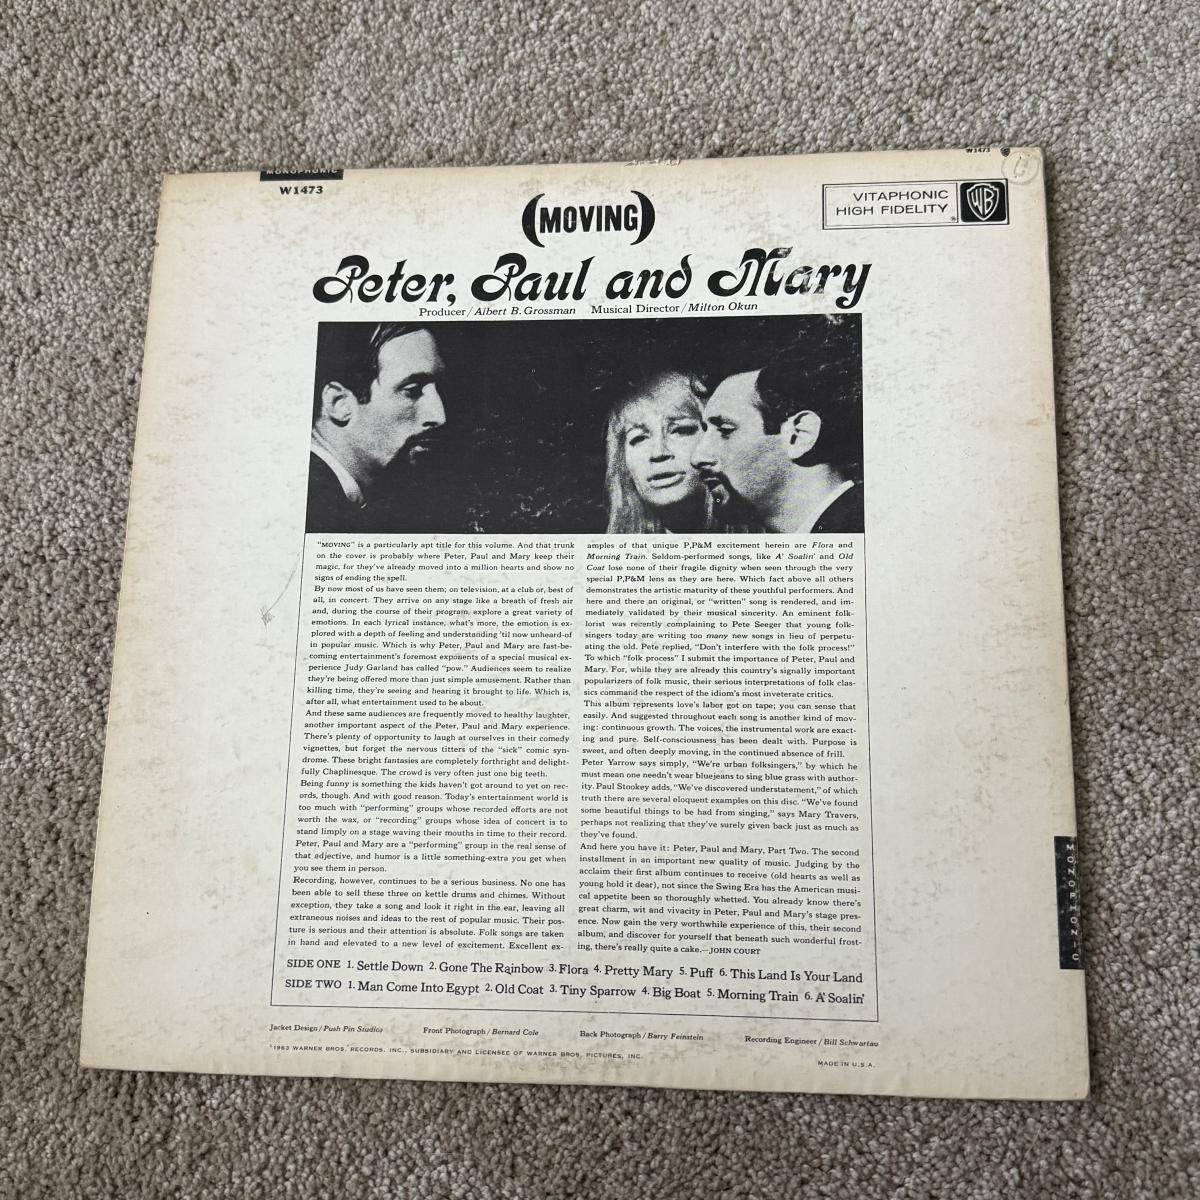 MONOPHONIC
W1473
W1473
VITAPHONIC
HIGH FIDELITY
WB
(MOVING)
Peter, Paul and Mary
Producer / Albert B. Grossman Musical Director / Milton Okun
"MOVING" is a particularly apt title for this volume. And that trunk
on the cover is probably where Peter, Paul and Mary keep their
magic, for they've already moved into a million hearts and show no
signs of ending the spell.
By now most of us have seen them; on television, at a club or, best of
all, in concert. They arrive on any stage like a breath of fresh air
and, during the course of their program, explore a great variety of
emotions. In each lyrical instance, what's more, the emotion is ex-
plored with a depth of feeling and understanding 'til now unheard-of
in popular music. Which is why Peter, Paul and Mary are fast-be-
coming entertainment's foremost exponents of a special musical ex-
perience Judy Garland has called "pow." Audiences seem to realize
they're being offered more than just simple amusement. Rather than
killing time, they're seeing and hearing it brought to life. Which is,
after all, what entertainment used to be about.
And these same audiences are frequently moved to healthy laughter,
another important aspect of the Peter, Paul and Mary experience.
There's plenty of opportunity to laugh at ourselves in their comedy
vignettes, but forget the nervous titters of the "sick" comic syn-
drome. These bright fantasies are completely forthright and delight-
fully Chaplinesque. The crowd is very often just one big teeth.
Being funny is something the kids haven't got around to yet on rec-
ords, though. And with good reason. Today's entertainment world is
too much with "performing" groups whose recorded efforts are not
worth the wax, or "recording" groups whose idea of concert is to
stand limply on a stage waving their mouths in time to their record.
Peter, Paul and Mary are a "performing" group in the real sense of
that adjective, and humor is a little something-extra you get when
you see them in person.
Recording, however, continues to be a serious business. No one has
been able to sell these three on kettle drums and chimes. Without
exception, they take a song and look it right in the ear, leaving all
extraneous noises and ideas to the rest of popular music. Their pos-
ture is serious and their attention is absolute. Folk songs are taken
in hand and elevated to a new level of excitement. Excellent ex-
amples of that unique P,P&M excitement herein are Flora and
Morning Train. Seldom-performed songs, like A' Soalin' and Old
Coat lose none of their fragile dignity when seen through the very
special P,P&M lens as they are here. Which fact above all others
demonstrates the artistic maturity of these youthful performers. And
here and there an original, or "written" song is rendered, and im-
mediately validated by their musical sincerity. An eminent folk-
lorist was recently complaining to Pete Seeger that young folk-
singers today are writing too many new songs in lieu of perpetu-
ating the old. Pete replied, "Don't interfere with the folk process!"
To which "folk process" I submit the importance of Peter, Paul and
Mary. For, while they are already this country's signally important
popularizers of folk music, their serious interpretations of folk clas-
sics command the respect of the idiom's most inveterate critics.
This album represents love's labor got on tape; you can sense that
easily. And suggested throughout each song is another kind of mov-
ing: continuous growth. The voices, the instrumental work are exact-
ing and pure. Self-consciousness has been dealt with. Purpose is
sweet, and often deeply moving, in the continued absence of frill.
Peter Yarrow says simply, "We're urban folksingers," by which he
must mean one needn't wear bluejeans to sing blue grass with author-
ity. Paul Stookey adds, "We've discovered understatement," of which
truth there are several eloquent examples on this disc. "We've found
some beautiful things to be had from singing," says Mary Travers,
perhaps not realizing that they've surely given back just as much as
they've found.
And here you have it: Peter, Paul and Mary, Part Two. The second
installment in an important new quality of music. Judging by the
acclaim their first album continues to receive (old hearts as well as
young hold it dear), not since the Swing Era has the American musi-
cal appetite been so thoroughly whetted. You already know there's
great charm, wit and vivacity in Peter, Paul and Mary's stage pres-
ence. Now gain the very worthwhile experience of this, their second
album, and discover for yourself that beneath such wonderful frost-
ing, there's really quite a cake.—JOHN COURT
SIDE ONE 1. Settle Down 2. Gone The Rainbow 3. Flora 4. Pretty Mary 5. Puff 6. This Land Is Your Land
SIDE TWO 1. Man Come Into Egypt 2. Old Coat 3. Tiny Sparrow 4. Big Boat 5. Morning Train 6. A' Soalin'
Jacket Design / Push Pin Studios Front Photograph / Bernard Cole Back Photograph / Barry Feinstein Recording Engineer / Bill Schwartau
©1963 WARNER BROS. RECORDS, INC., SUBSIDIARY AND LICENSEE OF WARNER BROS. PICTURES, INC.
MADE IN U.S.A.
MONOPHONIC